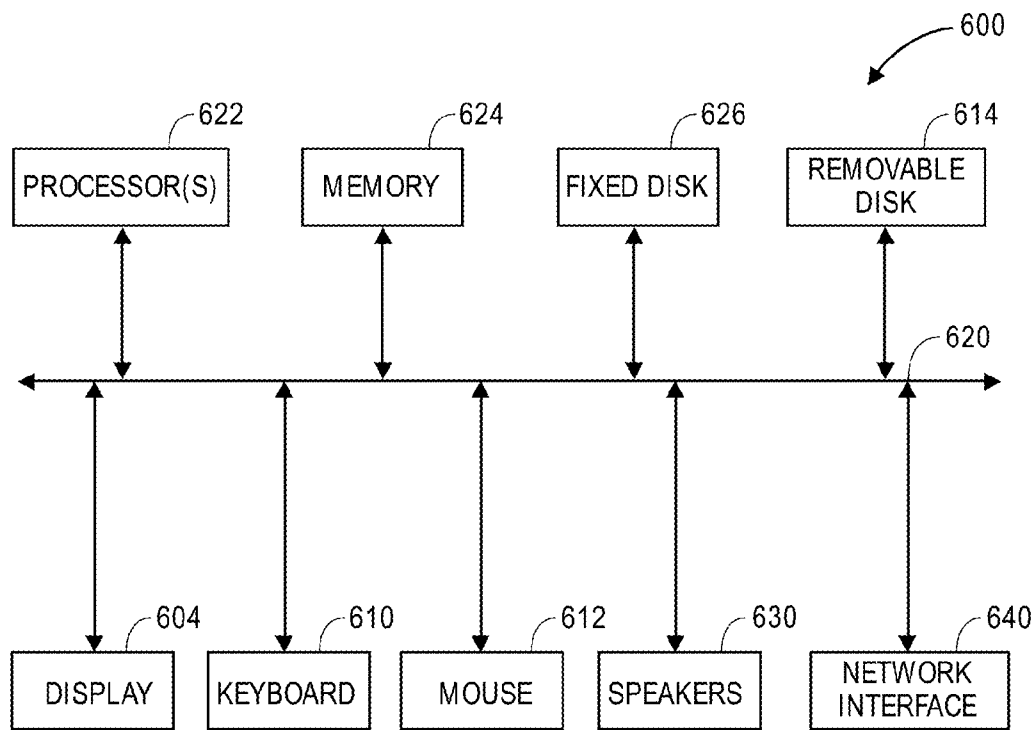 600
622
624
626
614
PROCESSOR(S)
MEMORY
FIXED DISK
REMOVABLE
DISK
620
604
610
612
630
640
DISPLAY
KEYBOARD
MOUSE
SPEAKERS
NETWORK
INTERFACE